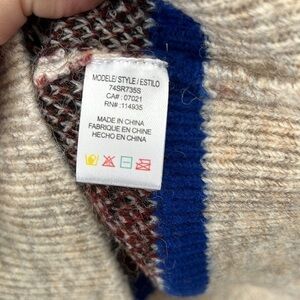 MODELE/ STYLE / ESTILO
74SR735S
CA# : 07021
RN# : 114935
MADE IN CHINA
FABRIQUE EN CHINE
HECHO EN CHINA